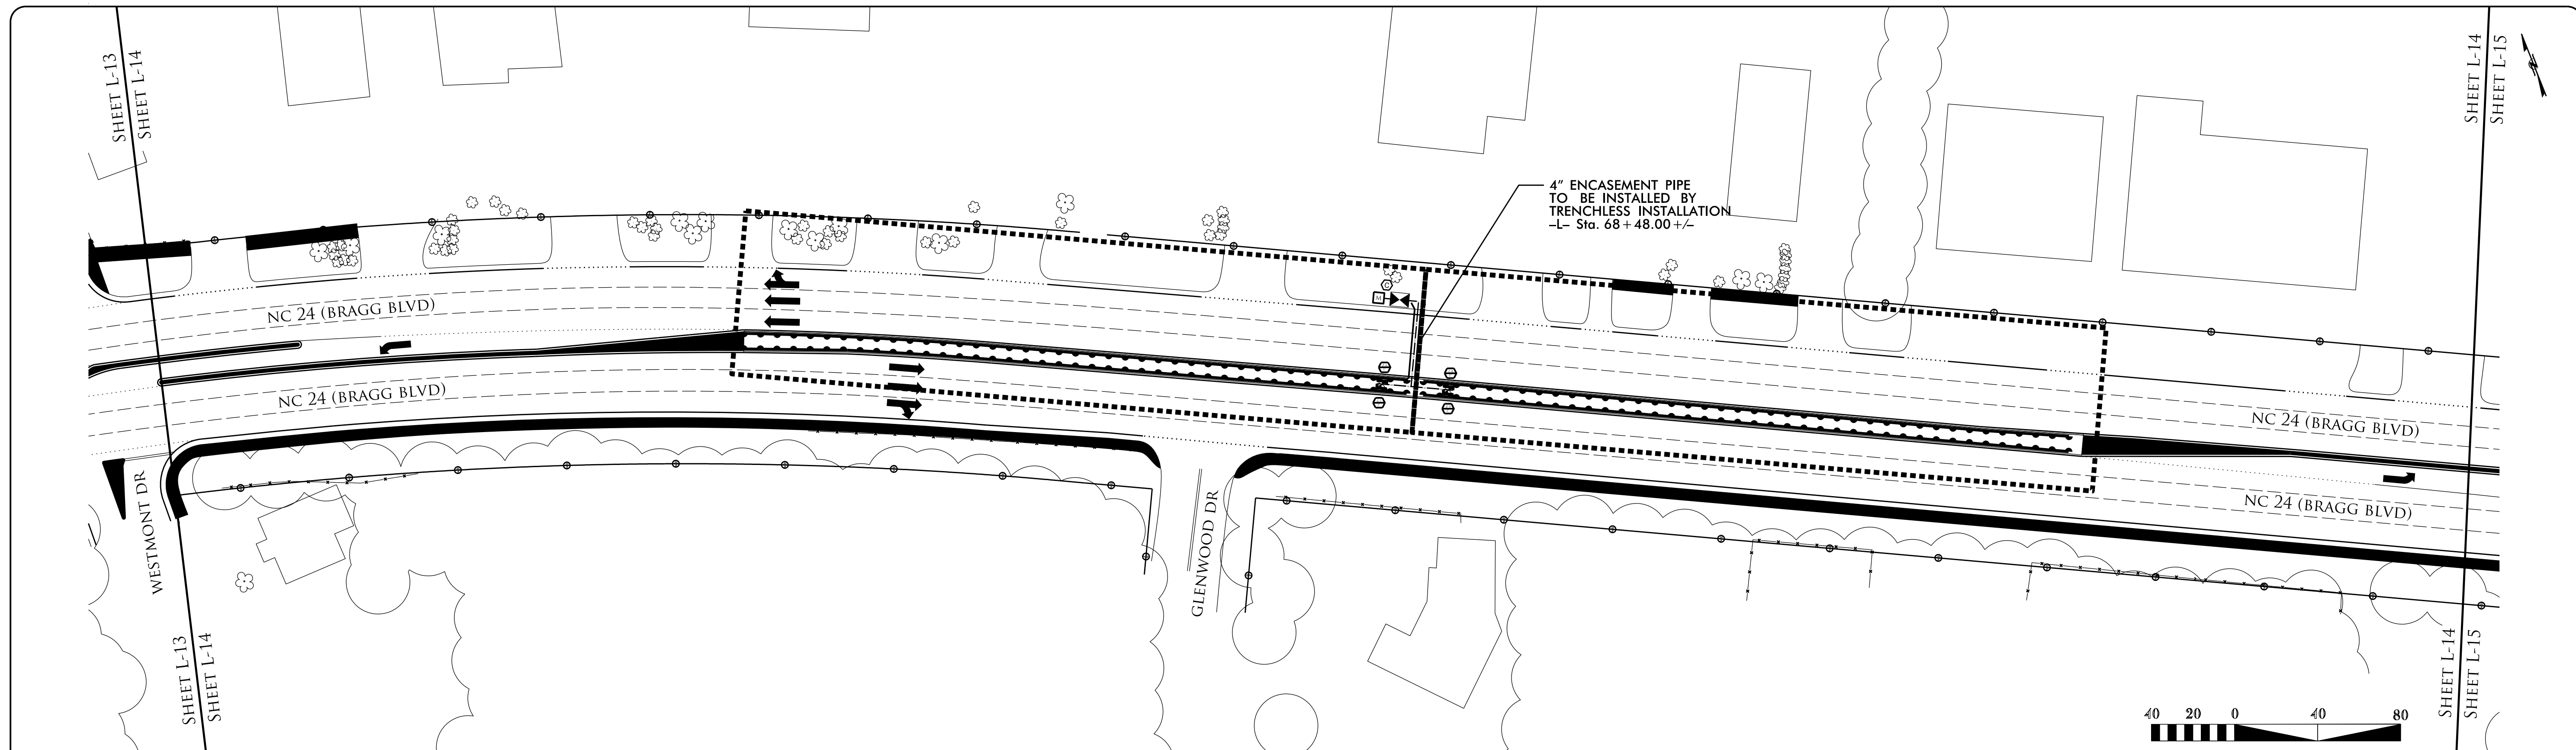 SHEET L-13
SHEET L-14
SHEET L-14
SHEET L-15
4" ENCASEMENT PIPE
TO BE INSTALLED BY
TRENCHLESS INSTALLATION
-L- Sta. 68+48.00+/-
M
NC 24 (BRAGG BLVD)
NC 24 (BRAGG BLVD)
NC 24 (BRAGG BLVD)
NC 24 (BRAGG BLVD)
WESTMONT DR
GLENWOOD DR
SHEET L-13
SHEET L-14
SHEET L-14
SHEET L-15
40 20 0 40 80